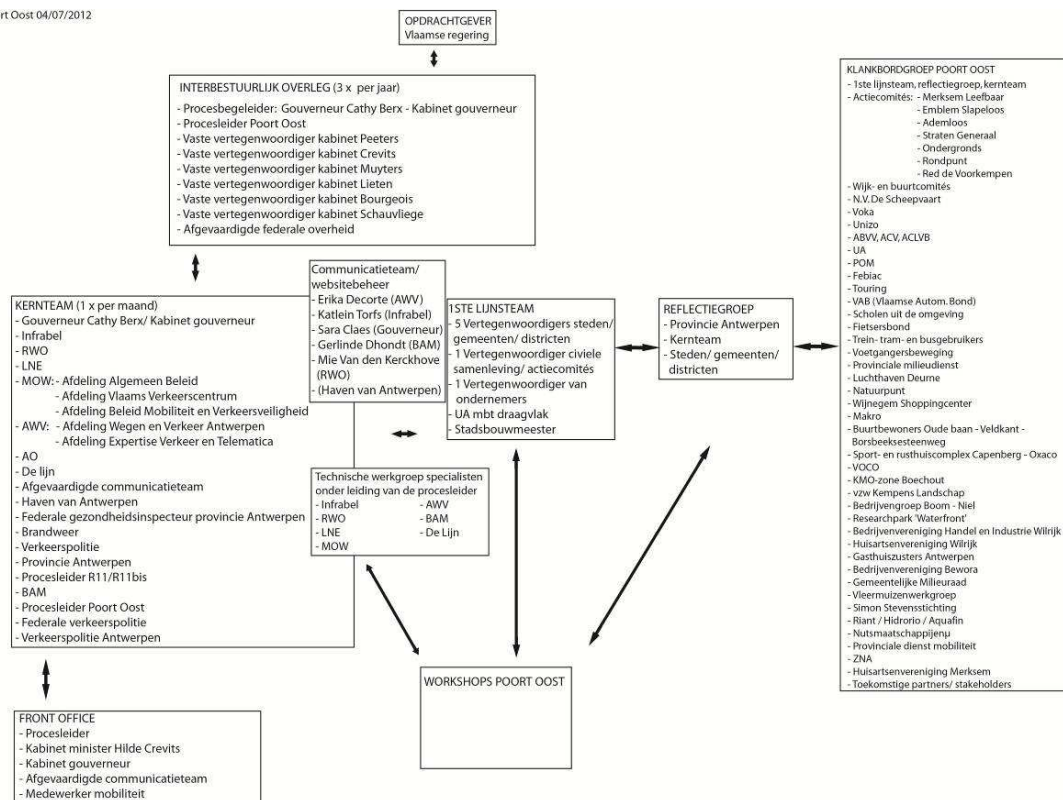 rt Oost 04/07/2012
OPDRACHTGEVER
Vlaamse regering
INTERBESTUURLIJK OVERLEG (3 x per jaar)
- Procesbegeleider: Gouverneur Cathy Berx - Kabinet gouverneur
- Procesleider Poort Oost
- Vaste vertegenwoordiger kabinet Peeters
- Vaste vertegenwoordiger kabinet Crevits
- Vaste vertegenwoordiger kabinet Muyters
- Vaste vertegenwoordiger kabinet Lieten
- Vaste vertegenwoordiger kabinet Bourgeois
- Vaste vertegenwoordiger kabinet Schauvliege
- Afgevaardigde federale overheid
KERNTEAM (1 x per maand)
- Gouverneur Cathy Berx/ Kabinet gouverneur
- Infrabel
- RWO
- LNE
- MOW: - Afdeling Algemeen Beleid
- Afdeling Vlaams Verkeerscentrum
- Afdeling Beleid Mobiliteit en Verkeersveiligheid
- AWV: - Afdeling Wegen en Verkeer Antwerpen
- Afdeling Expertise Verkeer en Telematica
- AO
- De lijn
- Afgevaardigde communicatieteam
- Haven van Antwerpen
- Federale gezondheidsinspecteur provincie Antwerpen
- Brandweer
- Verkeerspolitie
- Provincie Antwerpen
- Procesleider R11/R11bis
- BAM
- Procesleider Poort Oost
- Federale verkeerspolitie
- Verkeerspolitie Antwerpen
Communicatieteam/
websitebeheer
- Erika Decorte (AWV)
- Katlein Torfs (Infrabel)
- Sara Claes (Gouverneur)
- Gerlinde Dhondt (BAM)
- Mie Van den Kerckhove
(RWO)
- (Haven van Antwerpen)
1STE LIJNSTEAM
- 5 Vertegenwoordigers steden/
gemeenten/ districten
- 1 Vertegenwoordiger civiele
samenleving/ actiecomités
- 1 Vertegenwoordiger van
ondernemers
- UA mbt draagvlak
- Stadsbouwmeester
REFLECTIEGROEP
- Provincie Antwerpen
- Kernteam
- Steden/ gemeenten/
districten
KLANKBORDGROEP POORT OOST
- 1ste lijnsteam, reflectiegroep, kernteam
- Actiecomités: - Merksem Leefbaar
- Emblem Slapeloos
- Ademloos
- Straten Generaal
- Ondergronds
- Rondpunt
- Red de Voorkempen
- Wijk- en buurtcomités
- N.V. De Scheepvaart
- Voka
- Unizo
- ABVV, ACV, ACLVB
- UA
- POM
- Febiac
- Touring
- VAB (Vlaamse Autom. Bond)
- Scholen uit de omgeving
- Fietsersbond
- Trein- tram- en busgebruikers
- Voetgangersbeweging
- Provinciale milieudienst
- Luchthaven Deurne
- Natuurpunt
- Wijnegem Shoppingcenter
- Makro
- Buurtbewoners Oude baan - Veldkant -
Borsbeeksesteenweg
- Sport- en rusthuiscomplex Capenberg - Oxaco
- VOCO
- KMO-zone Boechout
- vzw Kempens Landschap
- Bedrijvengroep Boom - Niel
- Researchpark 'Waterfront'
- Bedrijvenvereniging Handel en Industrie Wilrijk
- Huisartsenvereniging Wilrijk
- Gasthuiszusters Antwerpen
- Bedrijvenvereniging Bewora
- Gemeentelijke Milieuraad
- Vleermuizenwerkgroep
- Simon Stevensstichting
- Riant / Hidrorio / Aquafin
- Nutsmaatschappijenµ
- Provinciale dienst mobiliteit
- ZNA
- Huisartsenvereniging Merksem
- Toekomstige partners/ stakeholders
Technische werkgroep specialisten
onder leiding van de procesleider
- Infrabel - AWV
- RWO - BAM
- LNE - De Lijn
- MOW
WORKSHOPS POORT OOST
FRONT OFFICE
- Procesleider
- Kabinet minister Hilde Crevits
- Kabinet gouverneur
- Afgevaardigde communicatieteam
- Medewerker mobiliteit